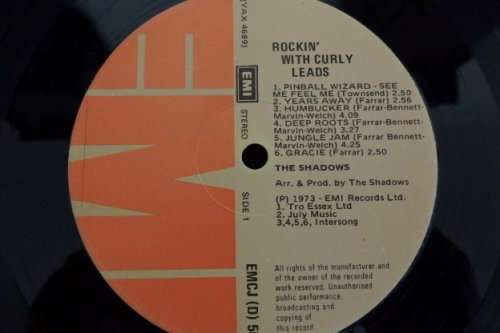 (YAX 4689)
EMI
STEREO
SIDE 1
EMCJ (D) 5
ROCKIN'
WITH CURLY
LEADS
1. PINBALL WIZARD - SEE
ME FEEL ME (Townsend) 2.50
2. YEARS AWAY (Farrar) 2.56
3. HUMBUCKER (Farrar-Bennett-
Marvin-Welch) 4.09
4. DEEP ROOTS (Farrar-Bennett-
Marvin-Welch) 3.27
5. JUNGLE JAM (Farrar Bennett-
Marvin-Welch) 4.25
6. GRACIE (Farrar) 2.50
THE SHADOWS
Arr. & Prod. by The Shadows
(P) 1973 - EMI Records Ltd.
1. Tro Essex Ltd
2. July Music
3,4,5,6, Intersong
All rights of the manufacturer and
of the owner of the recorded
work reserved. Unauthorised
public performance,
broadcasting and
copying of
this record